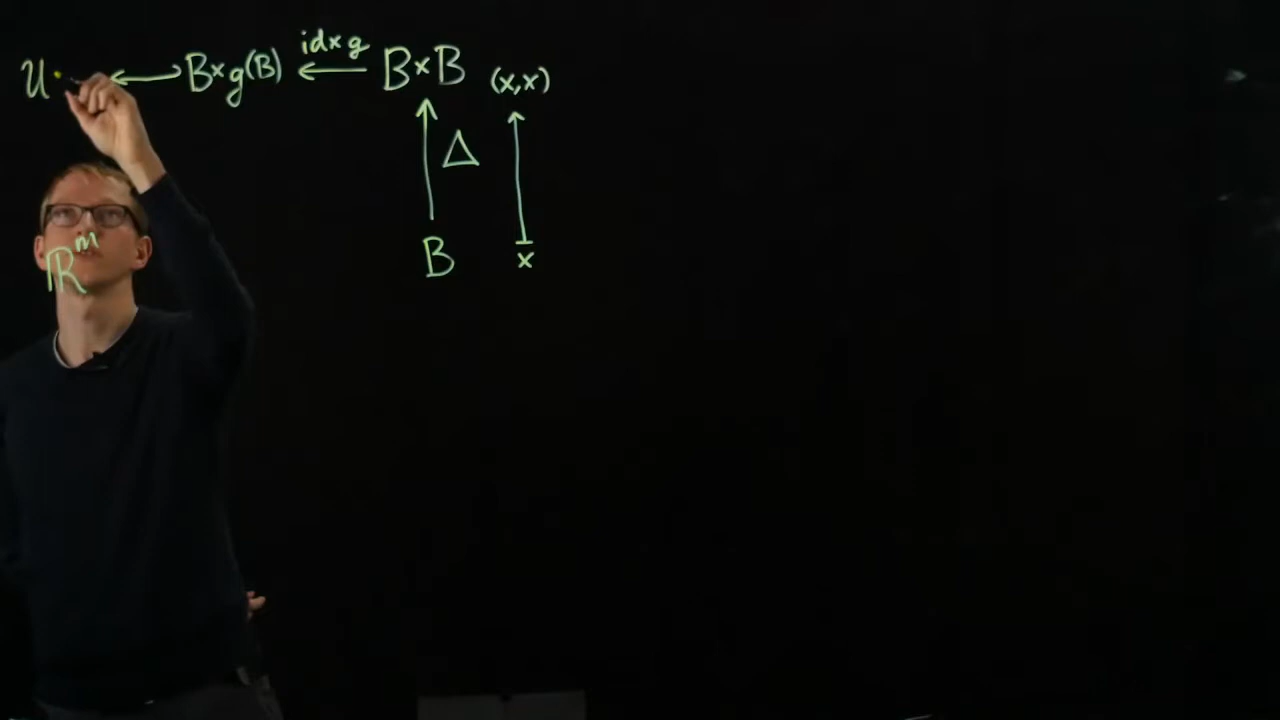 U ↩ B×g(B) ←^{id×g} B×B (x,x)
↑ Δ ↑
ℝ^m B x